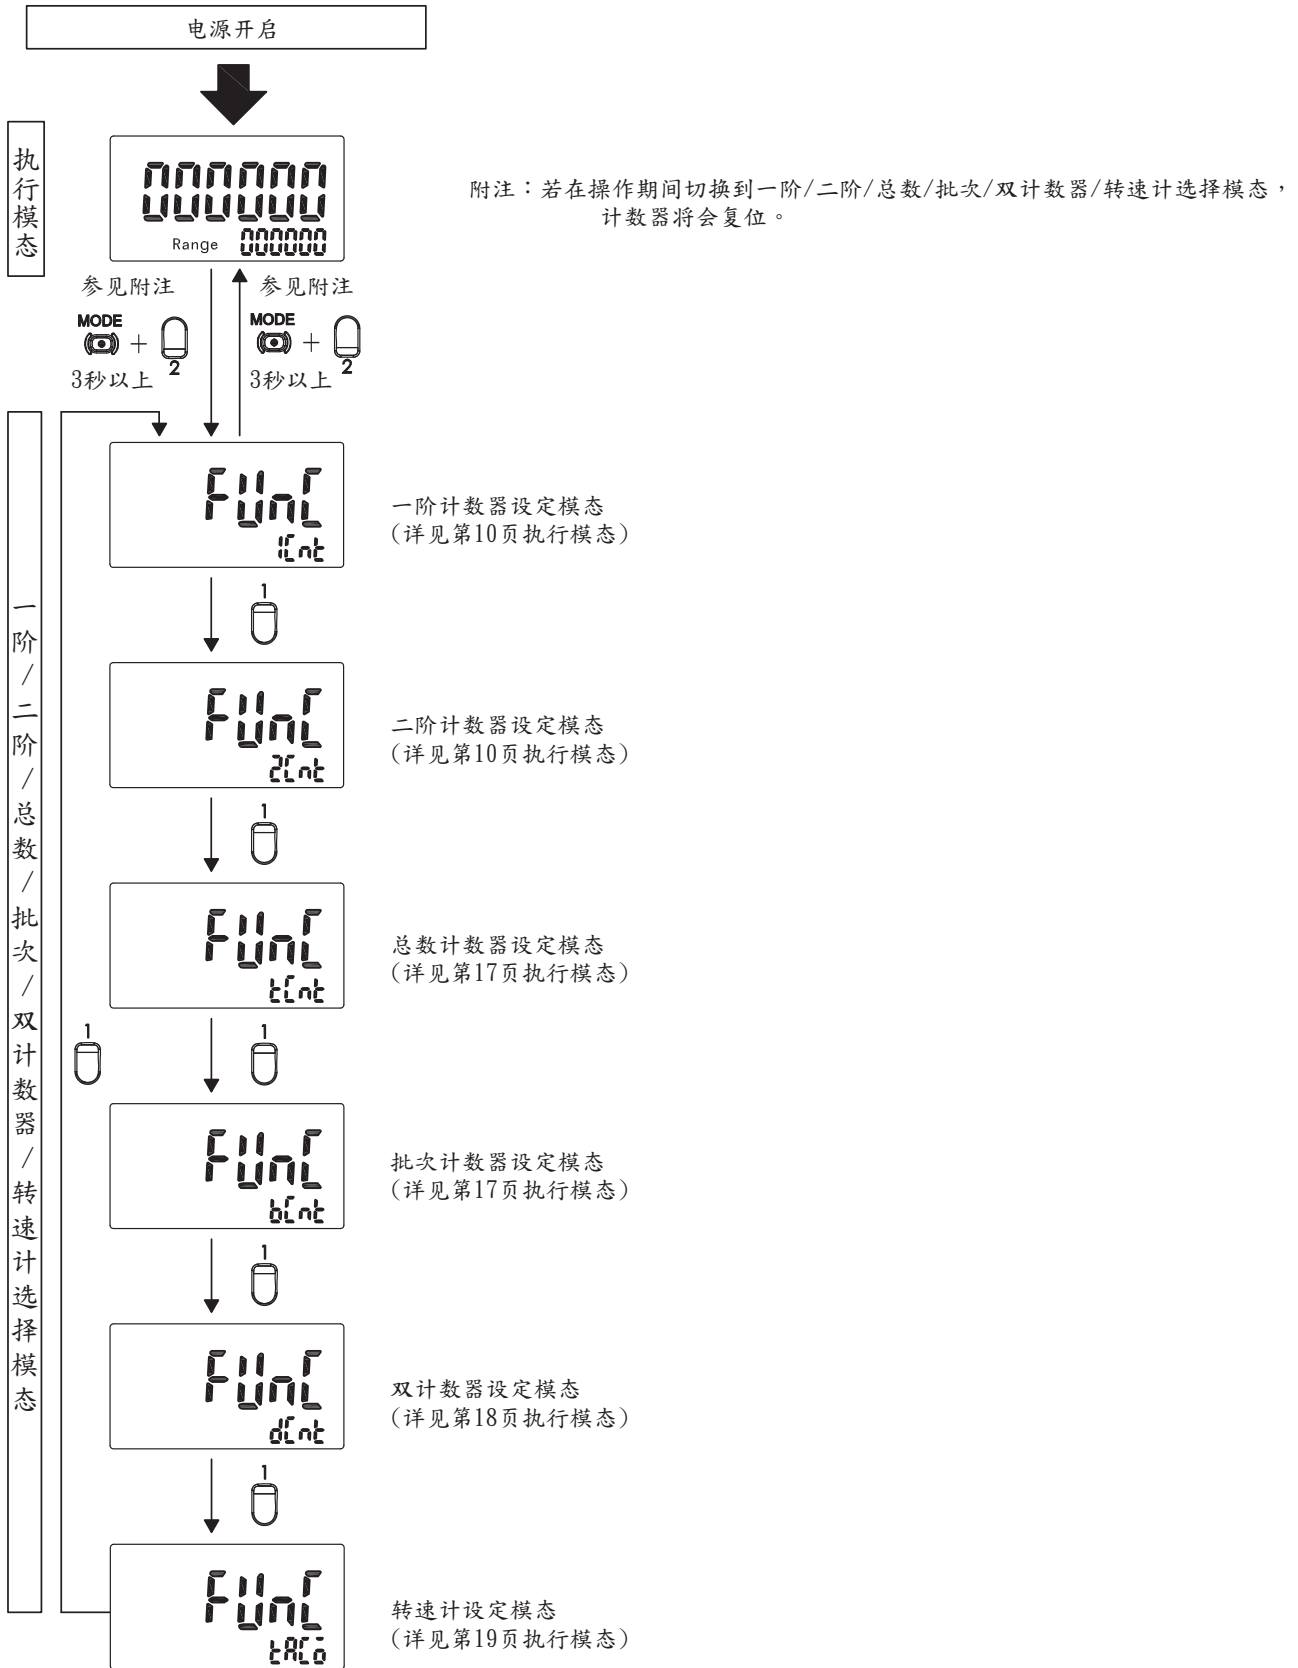 电源开启
执行模态
000000
Range 000000
附注：若在操作期间切换到一阶/二阶/总数/批次/双计数器/转速计选择模态，
计数器将会复位。
参见附注
参见附注
MODE
+
2
3秒以上
MODE
+
2
3秒以上
一阶/二阶/总数/批次/双计数器/转速计选择模态
FUnC
1Cnt
一阶计数器设定模态
(详见第10页执行模态)
1
FUnC
2Cnt
二阶计数器设定模态
(详见第10页执行模态)
1
FUnC
tCnt
总数计数器设定模态
(详见第17页执行模态)
1
1
FUnC
bCnt
批次计数器设定模态
(详见第17页执行模态)
1
FUnC
dCnt
双计数器设定模态
(详见第18页执行模态)
1
FUnC
tACō
转速计设定模态
(详见第19页执行模态)